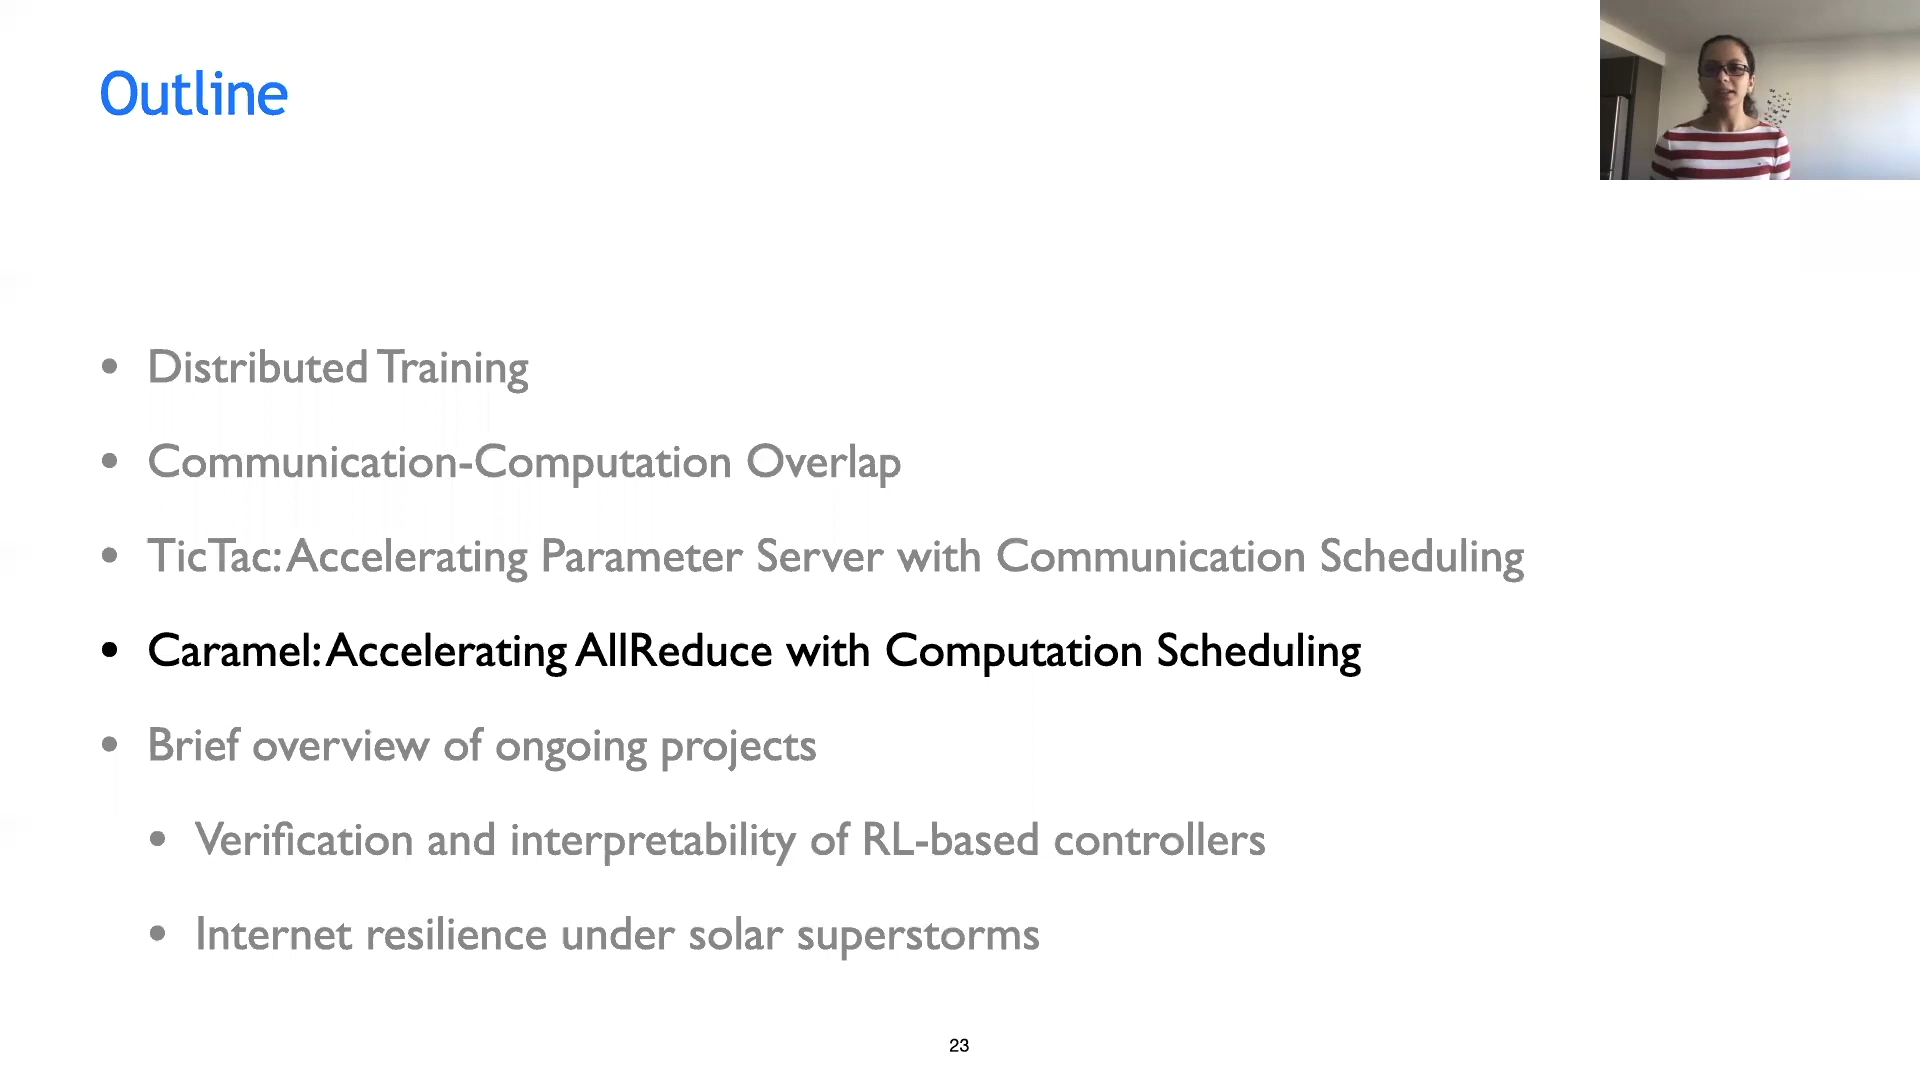 Outline
• Distributed Training
• Communication-Computation Overlap
• TicTac: Accelerating Parameter Server with Communication Scheduling
• Caramel: Accelerating AllReduce with Computation Scheduling
• Brief overview of ongoing projects
• Verification and interpretability of RL-based controllers
• Internet resilience under solar superstorms
23